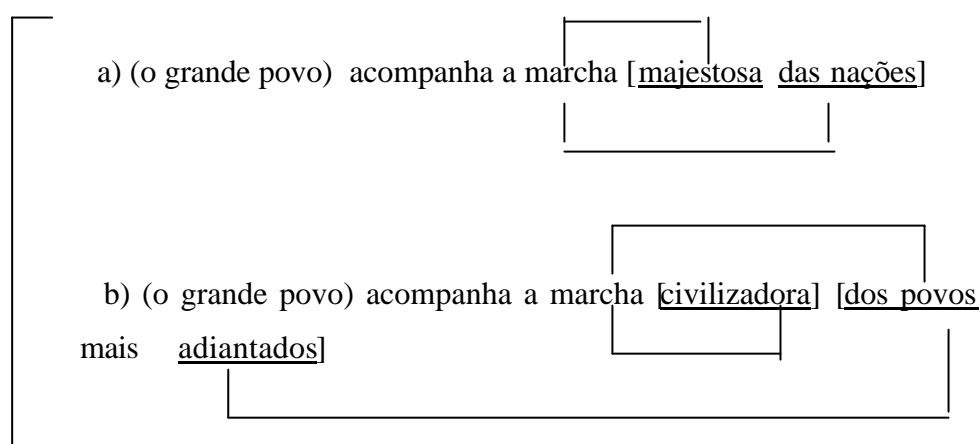 a) (o grande povo) acompanha a marcha [majestosa das nações]
b) (o grande povo) acompanha a marcha [civilizadora] [dos povos
mais adiantados]